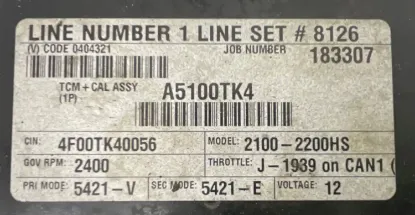 LINE NUMBER 1 LINE SET # 8126
(V) CODE 0404321 JOB NUMBER 183307
TCM + CAL ASSY A5100TK4
(1P)
CIN: 4F00TK40056 MODEL: 2100-2200HS
GOV RPM: 2400 THROTTLE: J-1939 on CAN1 (
PRI MODE: 5421-V SEC MODE: 5421-E VOLTAGE: 12